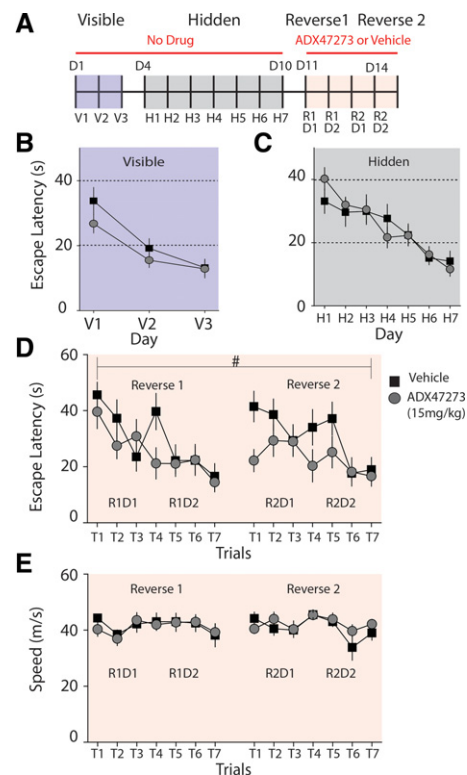 A
Visible Hidden Reverse1 Reverse 2
No Drug ADX47273 or Vehicle
D1 D4 D10 D11 D14
V1 V2 V3 H1 H2 H3 H4 H5 H6 H7 R1 R1 R2 R2
D1 D2 D1 D2
B
Visible
Escape Latency (s)
40
20
0
V1 V2 V3
Day
C
Hidden
40
20
0
H1 H2 H3 H4 H5 H6 H7
Day
D
Escape Latency (s)
60
40
20
0
#
Reverse 1 Reverse 2
R1D1 R1D2 R2D1 R2D2
T1 T2 T3 T4 T5 T6 T7 T1 T2 T3 T4 T5 T6 T7
Trials
Vehicle
ADX47273
(15mg/kg)
E
Speed (m/s)
60
40
20
0
Reverse 1 Reverse 2
R1D1 R1D2 R2D1 R2D2
T1 T2 T3 T4 T5 T6 T7 T1 T2 T3 T4 T5 T6 T7
Trials